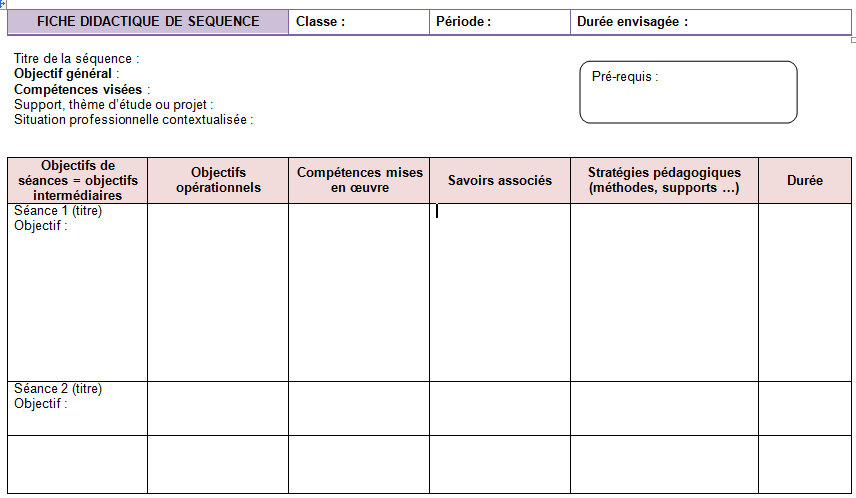 FICHE DIDACTIQUE DE SEQUENCE Classe : Période : Durée envisagée :
Titre de la séquence :
Objectif général :
Compétences visées :
Support, thème d'étude ou projet :
Situation professionnelle contextualisée :
Pré-requis :
Objectifs de
séances = objectifs
intermédiaires
Objectifs
opérationnels
Compétences mises
en œuvre
Savoirs associés
Stratégies pédagogiques
(méthodes, supports …)
Durée
Séance 1 (titre)
Objectif :
Séance 2 (titre)
Objectif :